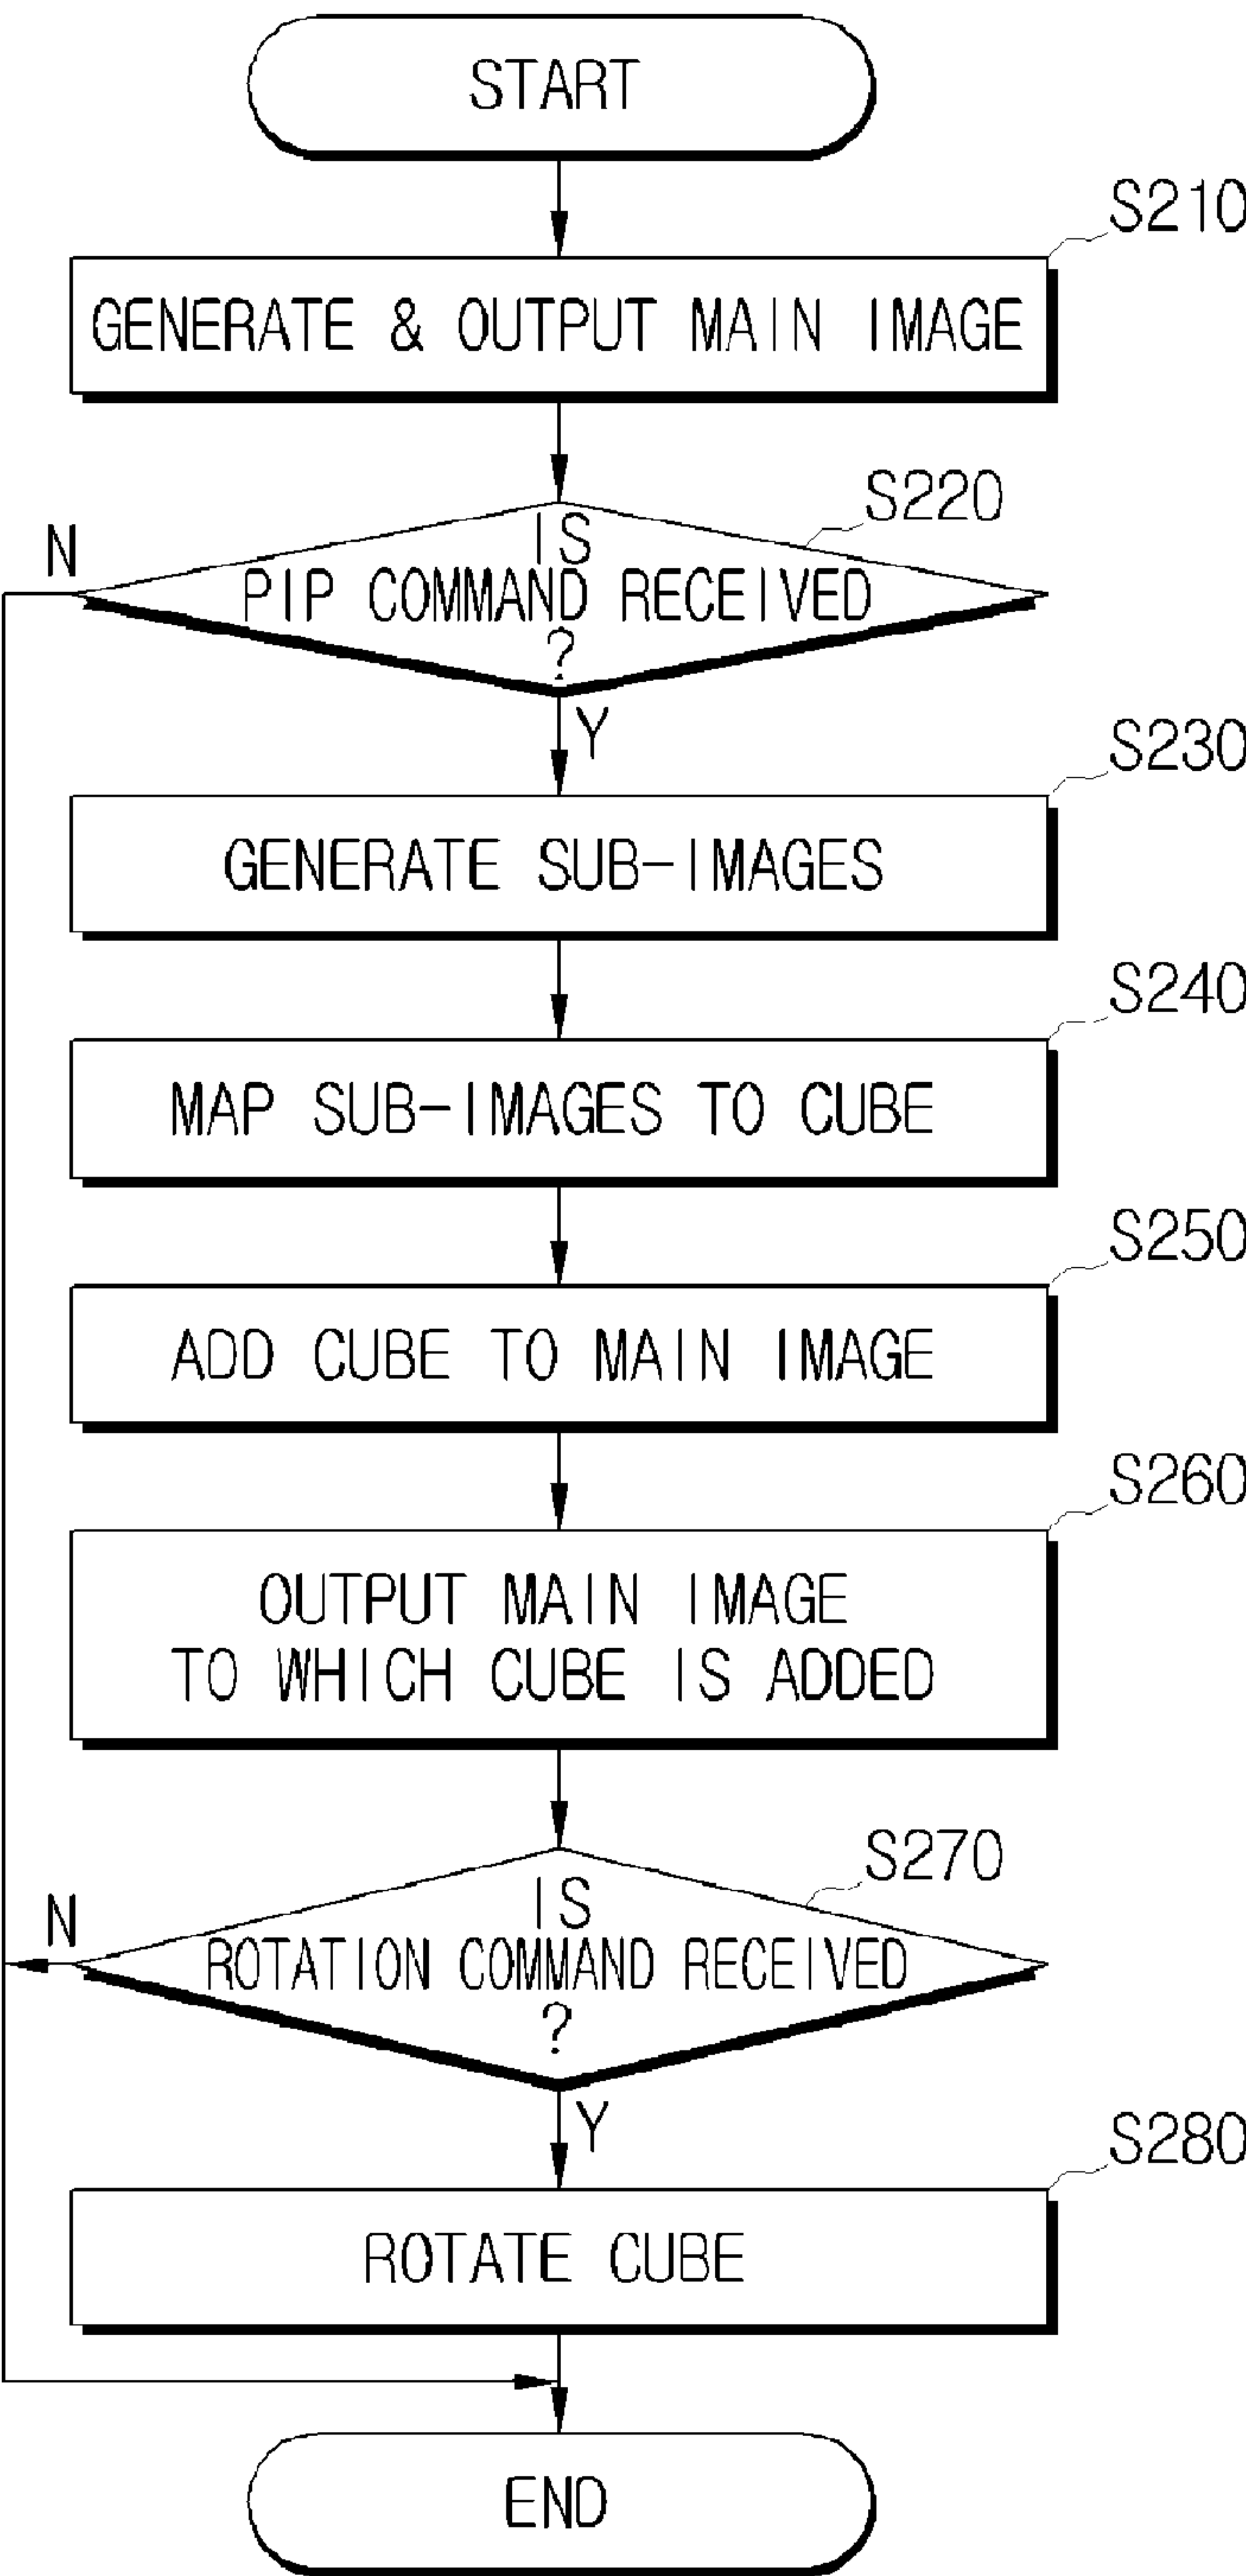 START
S210
GENERATE & OUTPUT MAIN IMAGE
S220
N
IS
PIP COMMAND RECEIVED
?
Y
S230
GENERATE SUB-IMAGES
S240
MAP SUB-IMAGES TO CUBE
S250
ADD CUBE TO MAIN IMAGE
S260
OUTPUT MAIN IMAGE
TO WHICH CUBE IS ADDED
S270
N
IS
ROTATION COMMAND RECEIVED
?
Y
S280
ROTATE CUBE
END